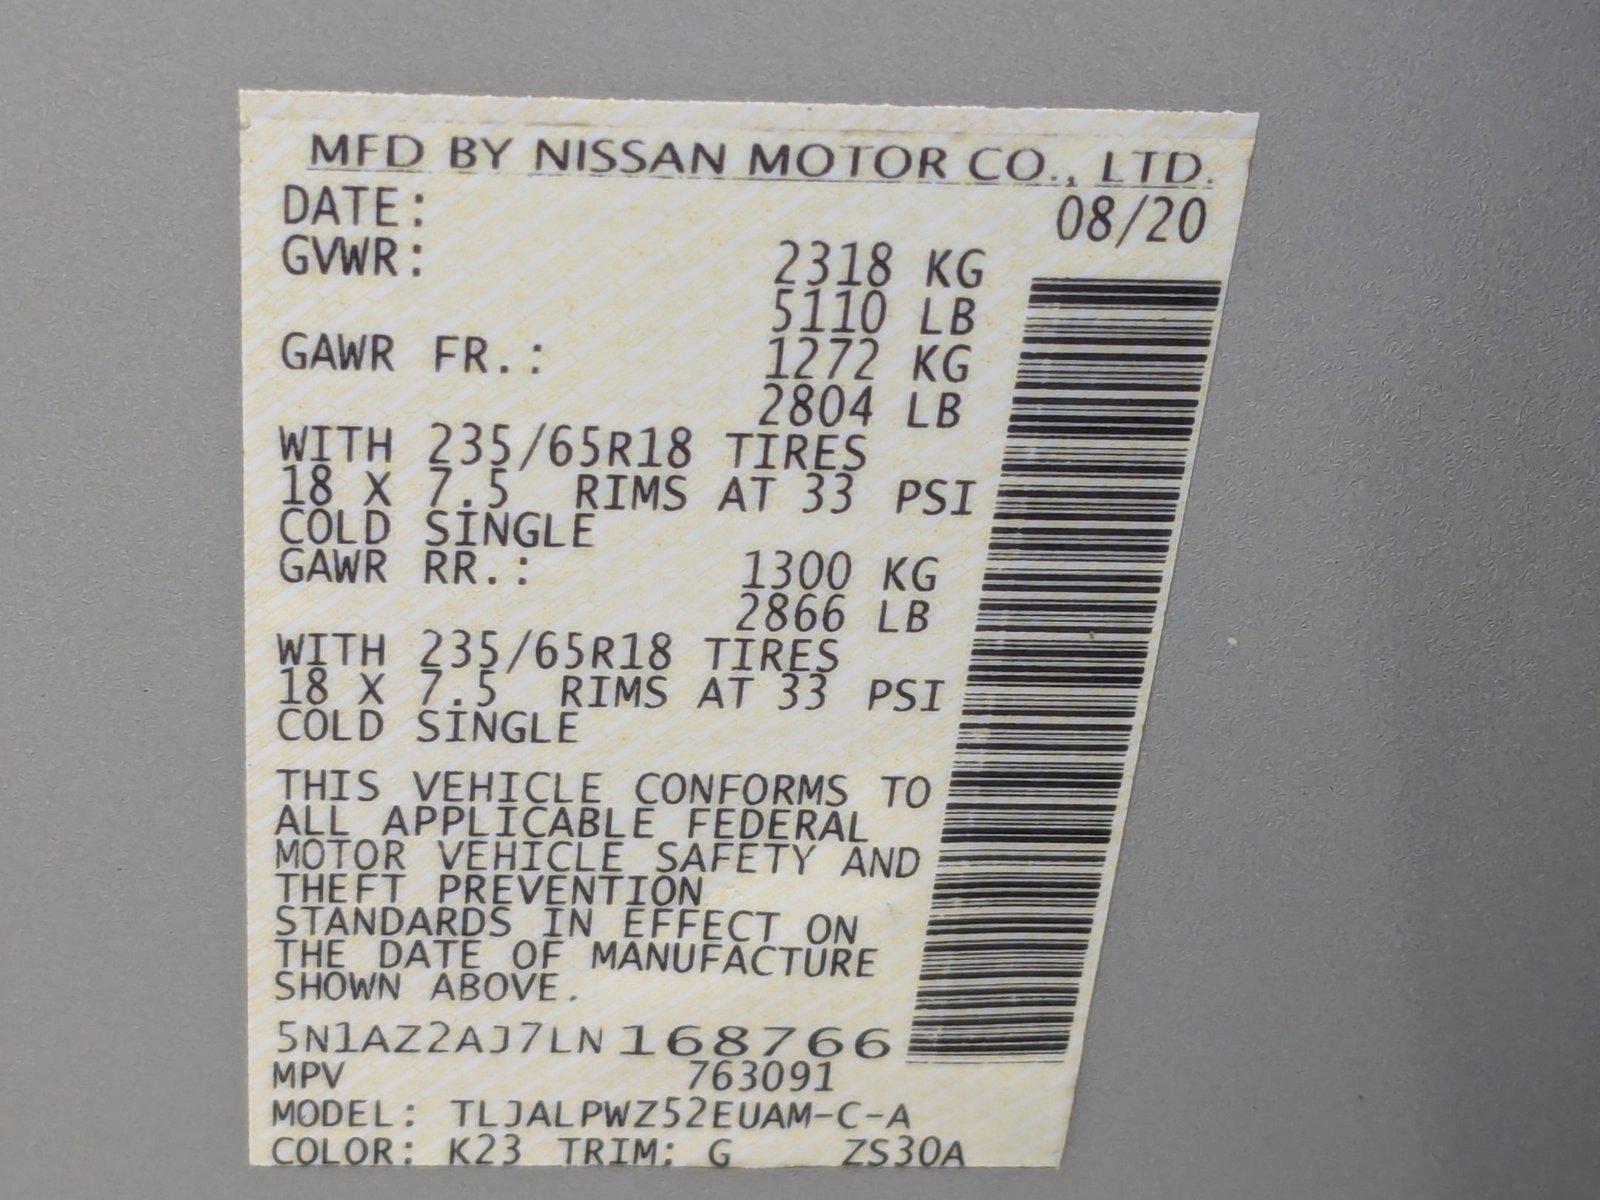 MFD BY NISSAN MOTOR CO., LTD.
DATE: 08/20
GVWR: 2318 KG
5110 LB
GAWR FR.: 1272 KG
2804 LB
WITH 235/65R18 TIRES
18 X 7.5 RIMS AT 33 PSI
COLD SINGLE
GAWR RR.: 1300 KG
2866 LB
WITH 235/65R18 TIRES
18 X 7.5 RIMS AT 33 PSI
COLD SINGLE
THIS VEHICLE CONFORMS TO
ALL APPLICABLE FEDERAL
MOTOR VEHICLE SAFETY AND
THEFT PREVENTION
STANDARDS IN EFFECT ON
THE DATE OF MANUFACTURE
SHOWN ABOVE.
5N1AZ2AJ7LN168766
MPV 763091
MODEL: TLJALPWZ52EUAM-C-A
COLOR: K23 TRIM: G ZS30A